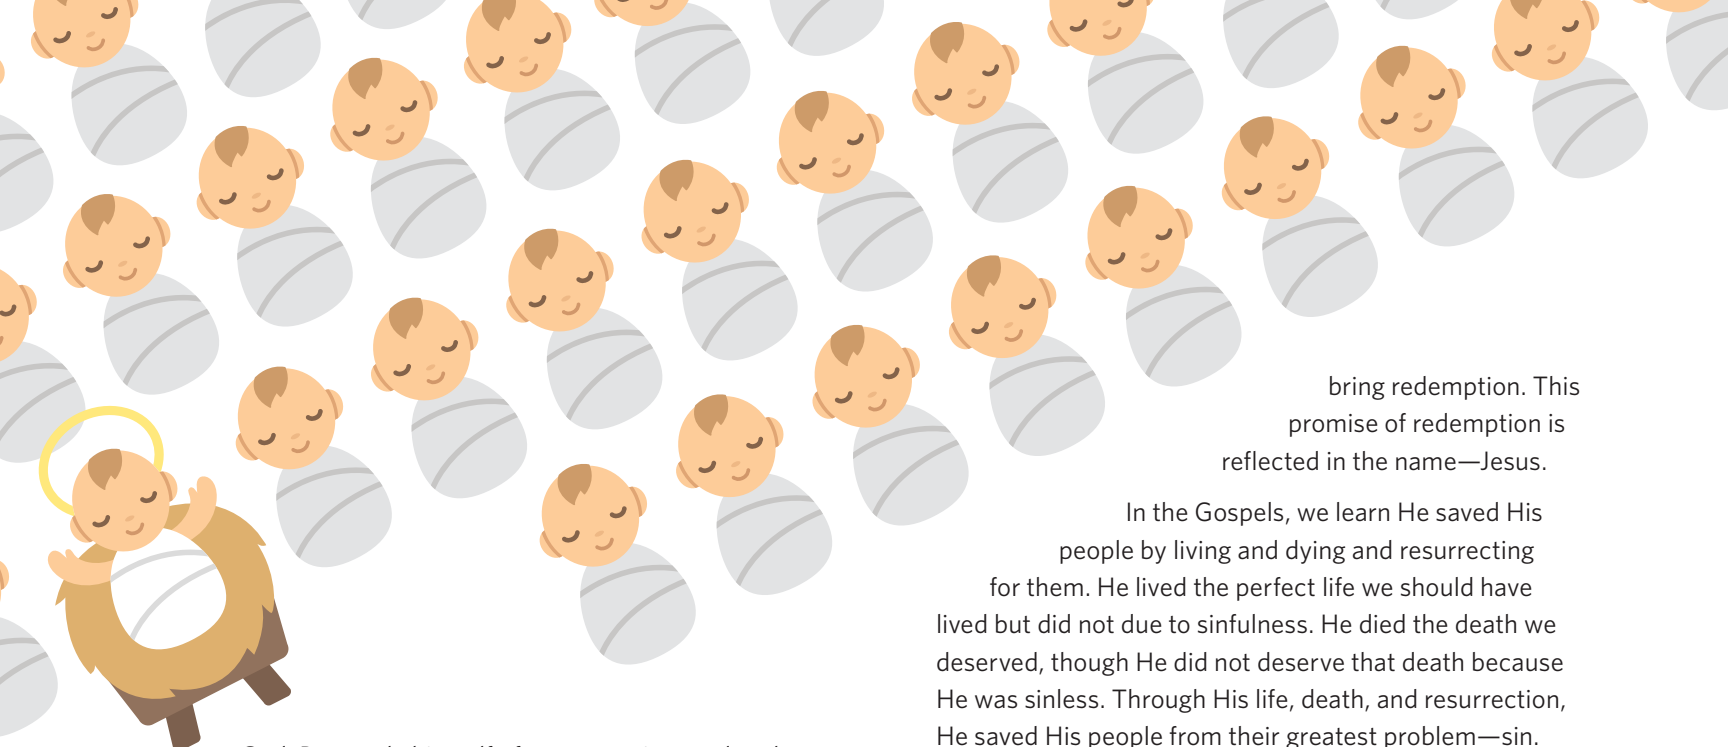 bring redemption. This
promise of redemption is
reflected in the name—Jesus.
In the Gospels, we learn He saved His
people by living and dying and resurrecting
for them. He lived the perfect life we should have
lived but did not due to sinfulness. He died the death we
deserved, though He did not deserve that death because
He was sinless. Through His life, death, and resurrection,
He saved His people from their greatest problem—sin.